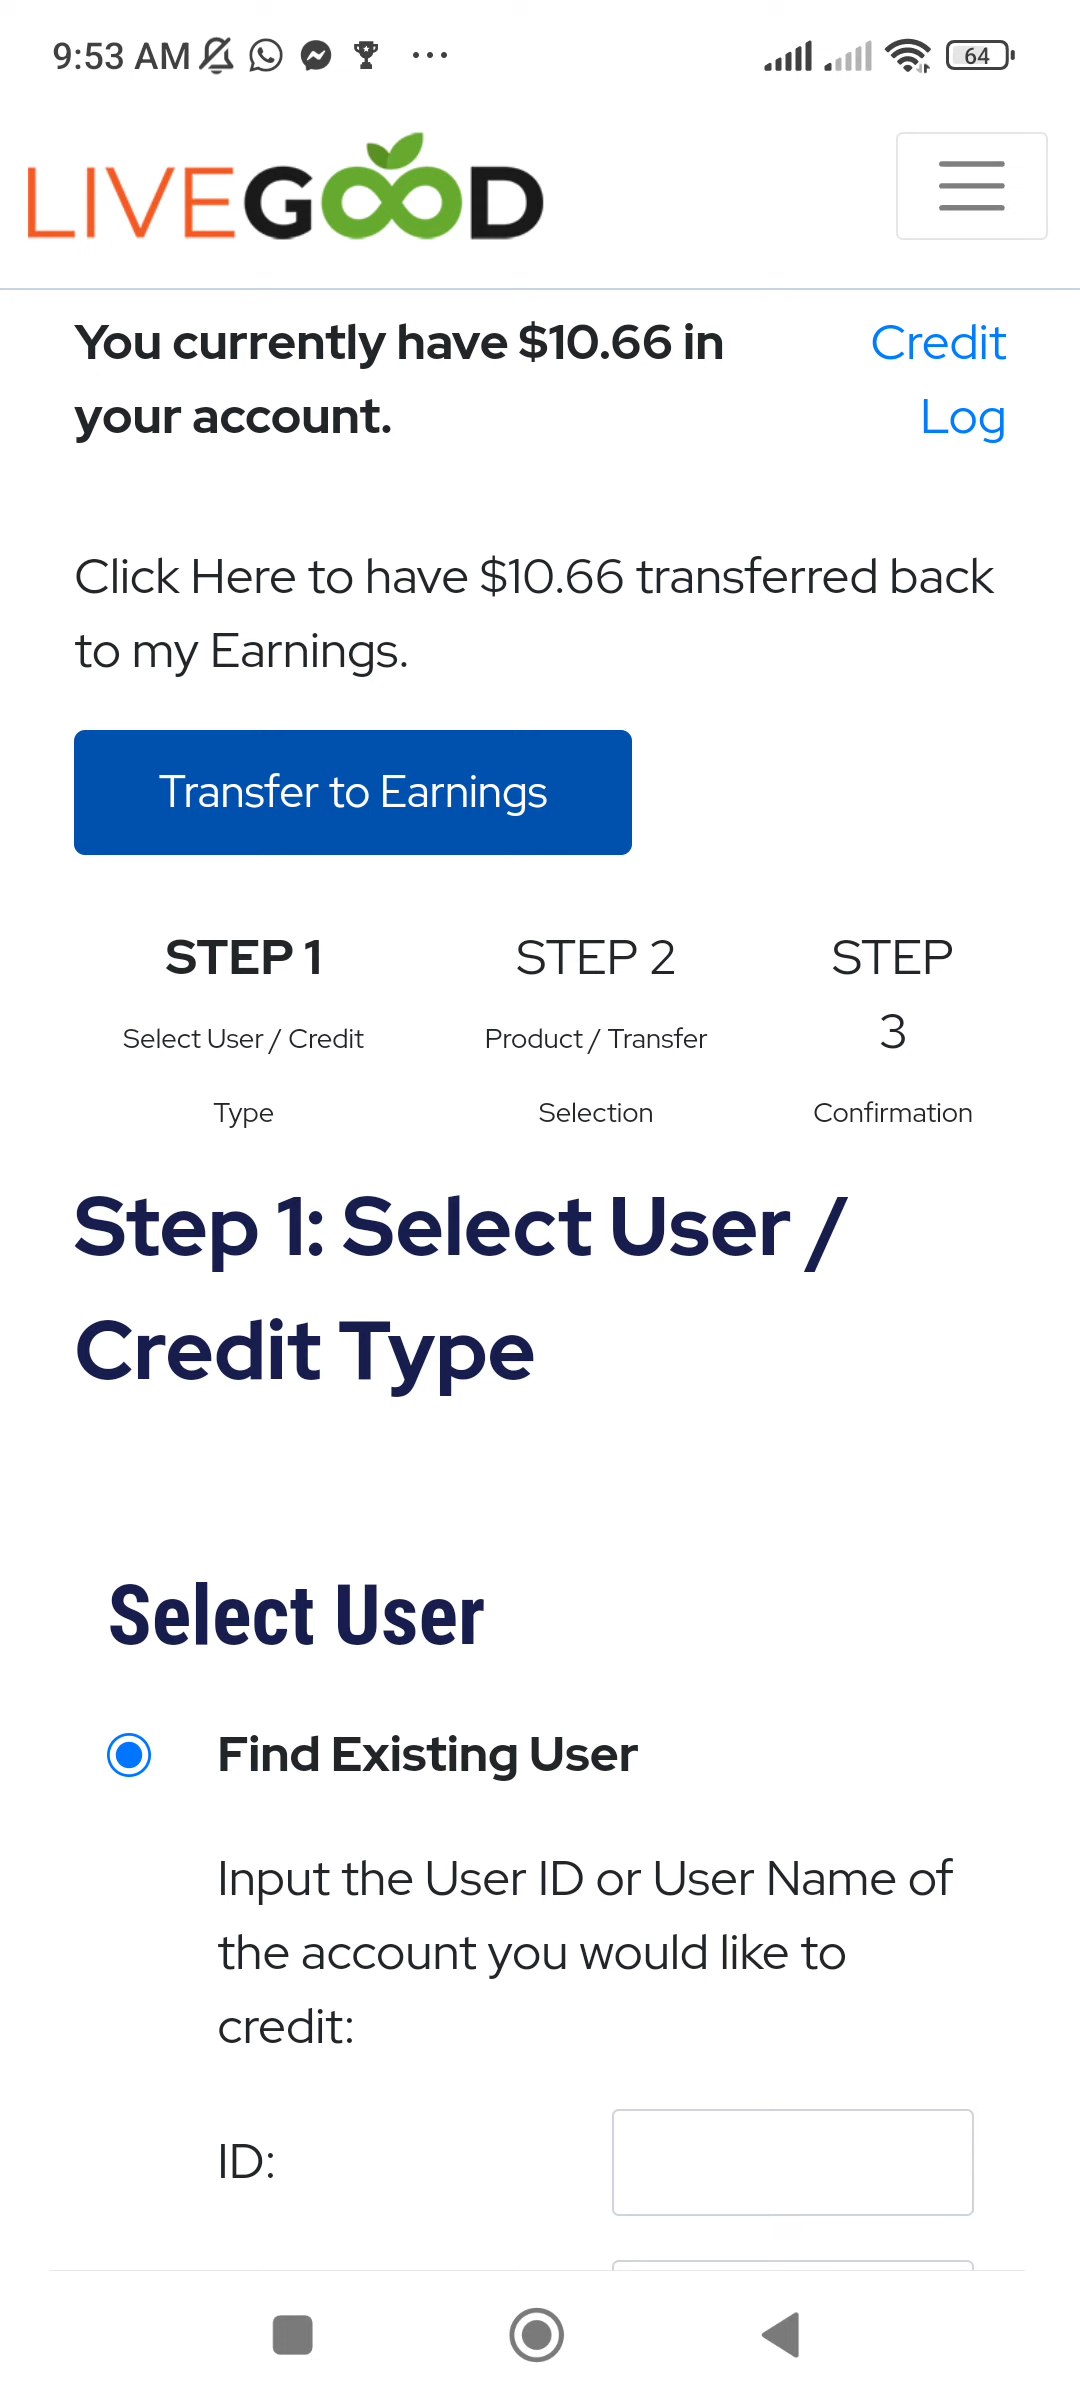 9:53 AM
64
LIVEGOOD
You currently have $10.66 in
your account.
Credit
Log
Click Here to have $10.66 transferred back
to my Earnings.
Transfer to Earnings
STEP 1
Select User / Credit
Type
STEP 2
Product / Transfer
Selection
STEP
3
Confirmation
Step 1: Select User /
Credit Type
Select User
Find Existing User
Input the User ID or User Name of
the account you would like to
credit:
ID: